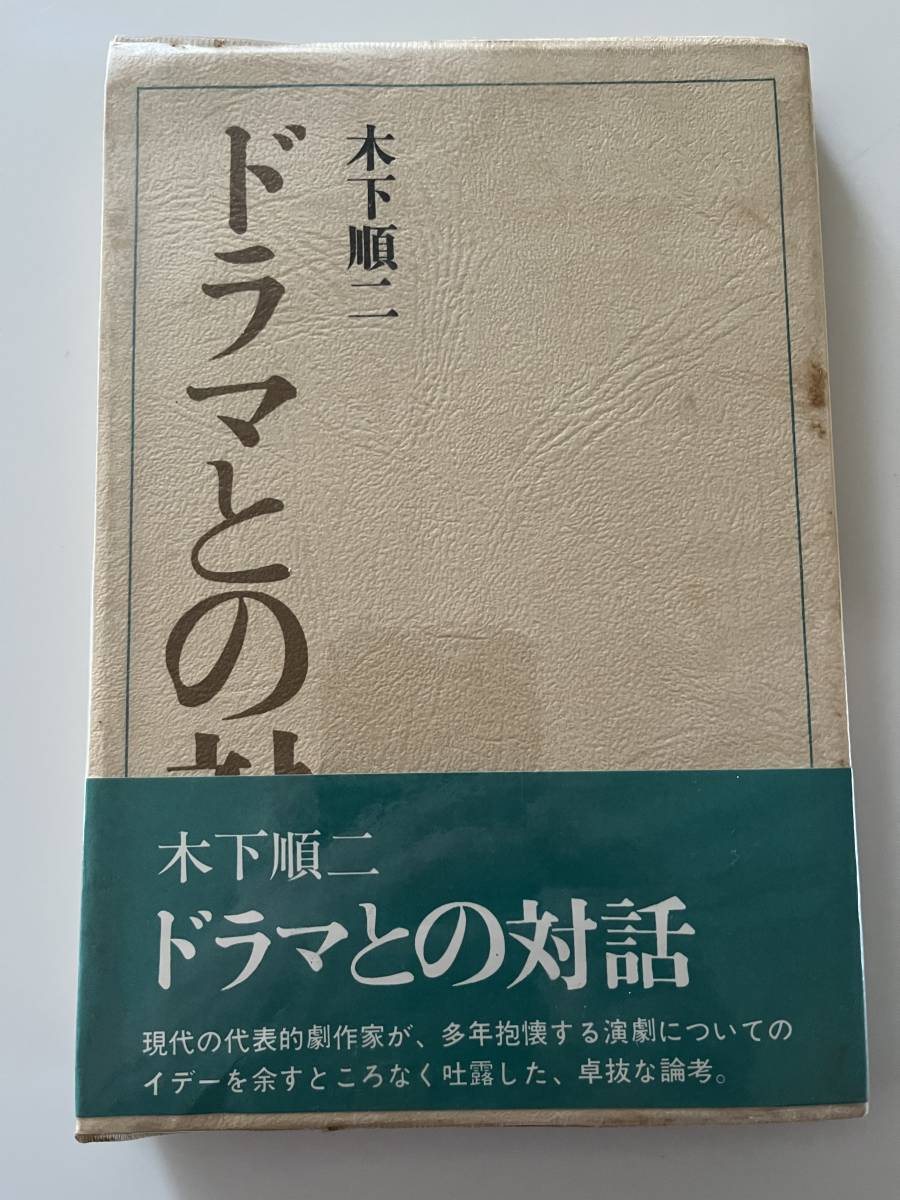 木下順二
ドラマとの対
木下順二
ドラマとの対話
現代の代表的劇作家が、多年抱懐する演劇についての
イデーを余すところなく吐露した、卓抜な論考。